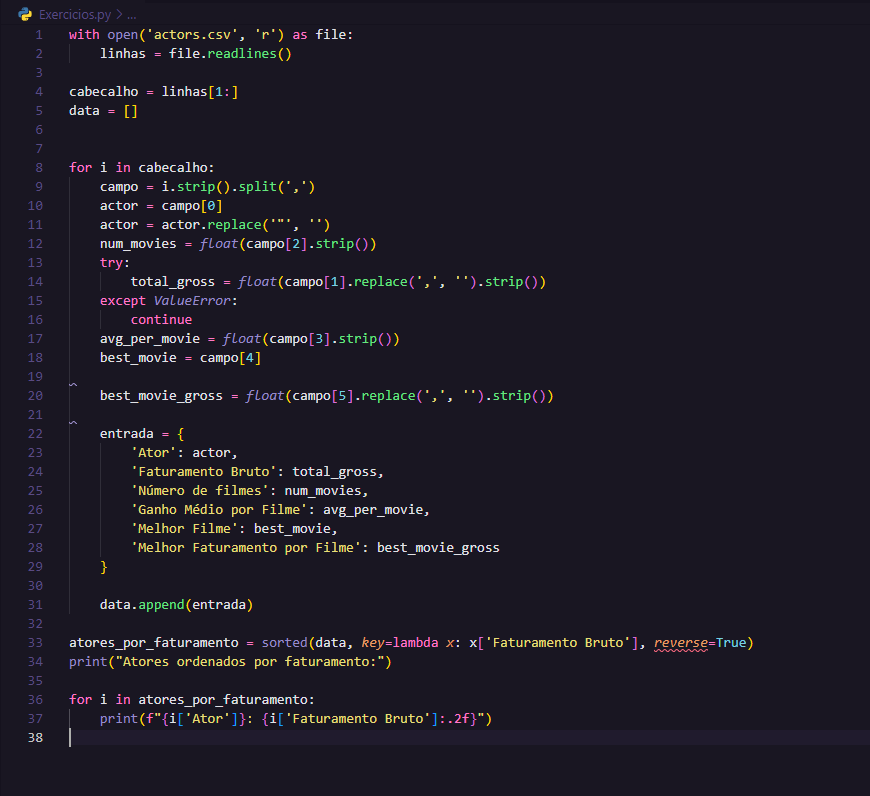 Exercicios.py > ...
1 with open('actors.csv', 'r') as file:
2     linhas = file.readlines()
3
4 cabecalho = linhas[1:]
5 data = []
6
7
8 for i in cabecalho:
9     campo = i.strip().split(',')
10     actor = campo[0]
11     actor = actor.replace('"', '')
12     num_movies = float(campo[2].strip())
13     try:
14         total_gross = float(campo[1].replace(',', '').strip())
15     except ValueError:
16         continue
17     avg_per_movie = float(campo[3].strip())
18     best_movie = campo[4]
19
20     best_movie_gross = float(campo[5].replace(',', '').strip())
21
22     entrada = {
23         'Ator': actor,
24         'Faturamento Bruto': total_gross,
25         'Número de filmes': num_movies,
26         'Ganho Médio por Filme': avg_per_movie,
27         'Melhor Filme': best_movie,
28         'Melhor Faturamento por Filme': best_movie_gross
29     }
30
31     data.append(entrada)
32
33 atores_por_faturamento = sorted(data, key=lambda x: x['Faturamento Bruto'], reverse=True)
34 print("Atores ordenados por faturamento:")
35
36 for i in atores_por_faturamento:
37     print(f"{i['Ator']}: {i['Faturamento Bruto']:.2f}")
38